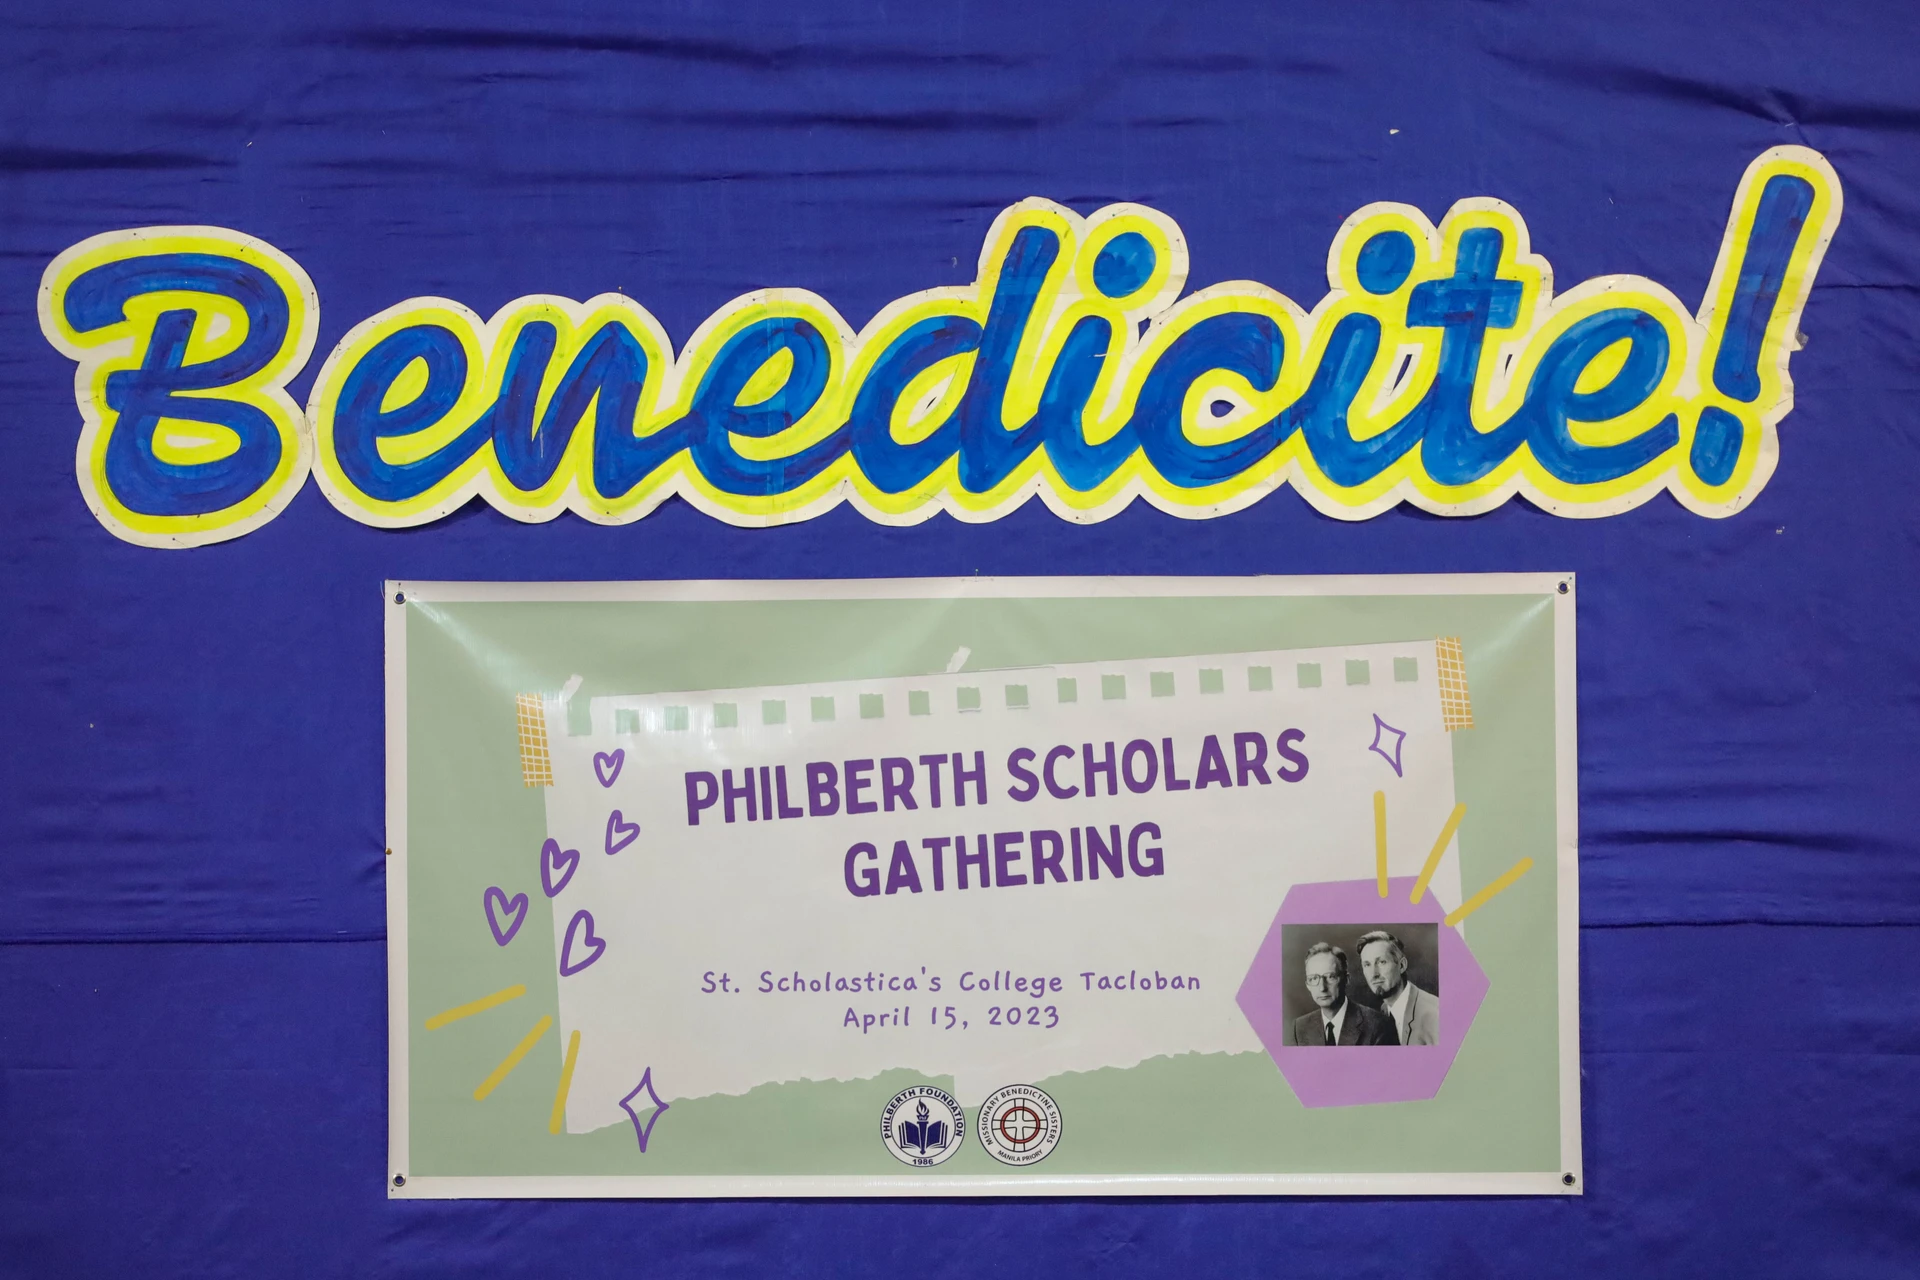 Benedicite!
PHILBERTH SCHOLARS
GATHERING
St. Scholastica's College Tacloban
April 15, 2023
PHILBERTH FOUNDATION
1986
MISSIONARY BENEDICTINE SISTERS
MANILA PRIORY